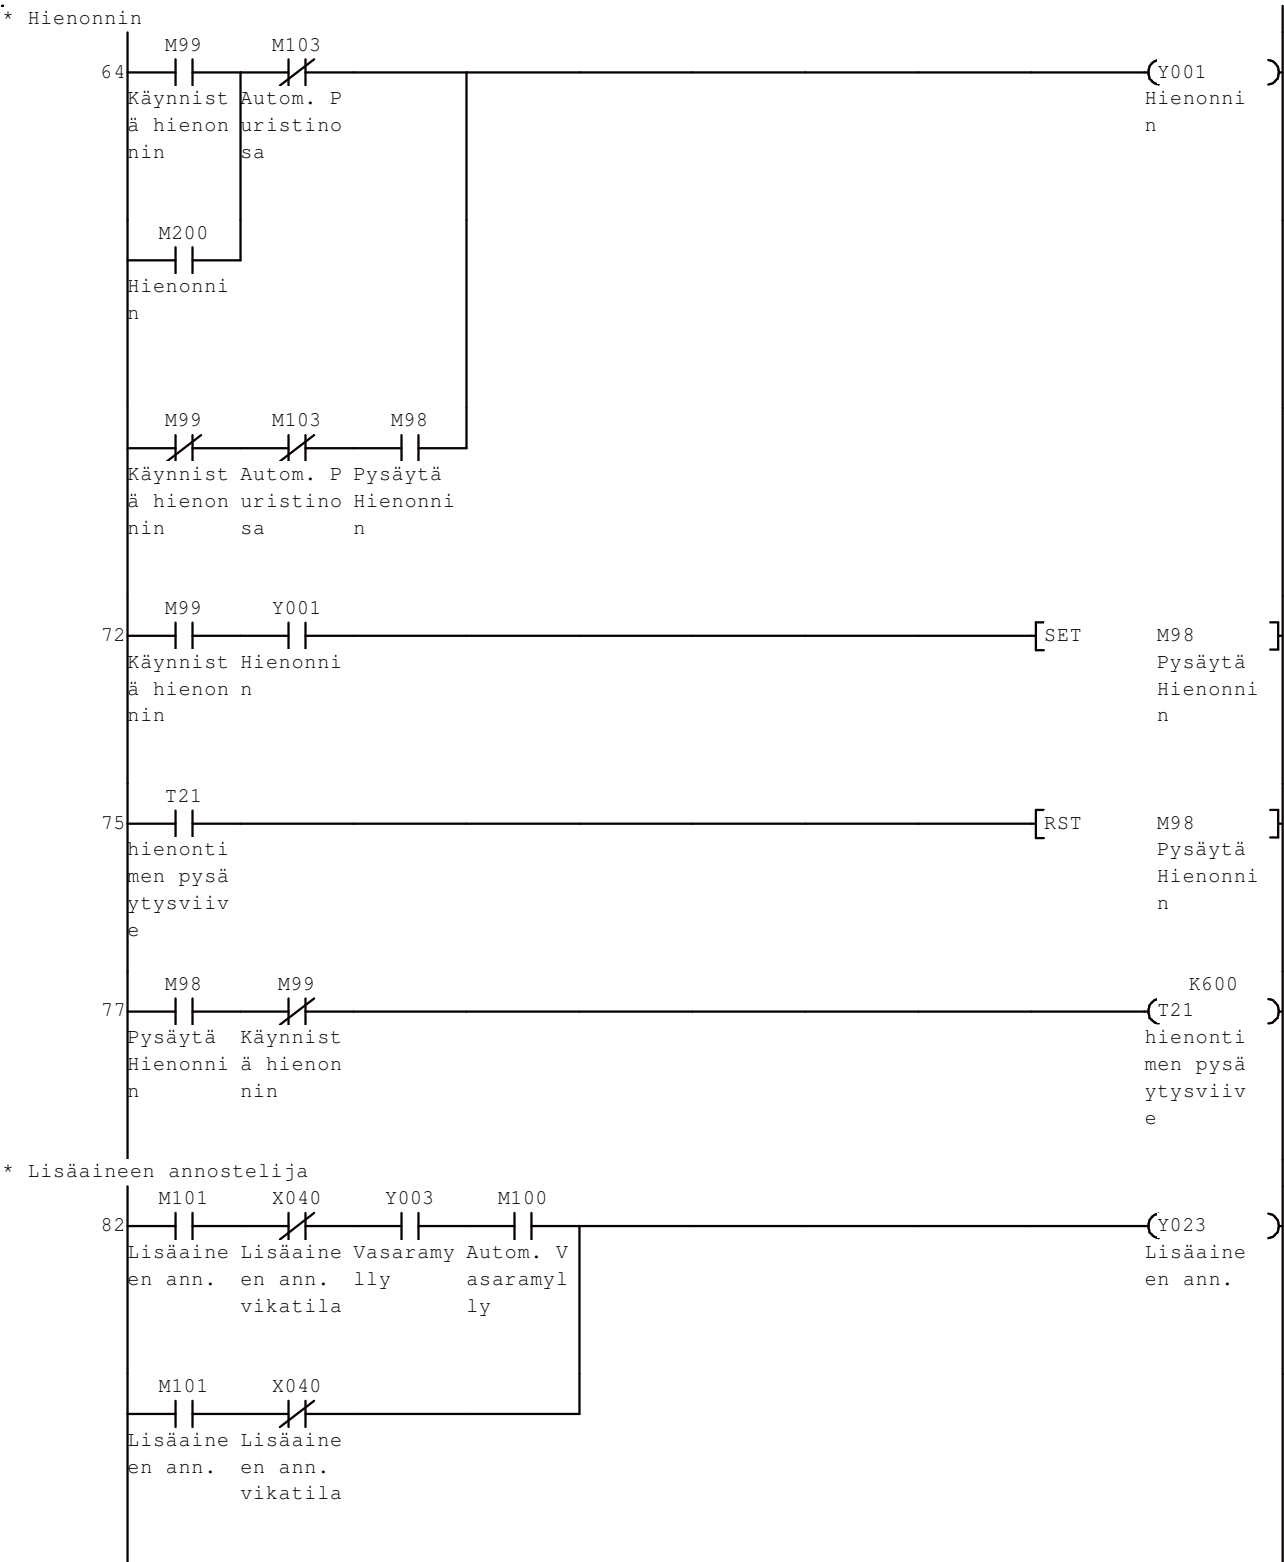 * Hienonnin
M99 M103
64 Y001
Käynnist Autom. P Hienonni
ä hienon uristino n
nin sa
M200
Hienonni
n
M99 M103 M98
Käynnist Autom. P Pysäytä
ä hienon uristino Hienonni
nin sa n
M99 Y001
72 SET M98
Käynnist Hienonni Pysäytä
ä hienon n Hienonni
nin n
T21
75 RST M98
hienonti Pysäytä
men pysä Hienonni
ytysviiv n
e
M98 M99 K600
77 T21
Pysäytä Käynnist hienonti
Hienonni ä hienon men pysä
n nin ytysviiv
e
* Lisäaineen annostelija
M101 X040 Y003 M100
82 Y023
Lisäaine Lisäaine Vasaramy Autom. V Lisäaine
en ann. en ann. lly asaramyl en ann.
vikatila ly
M101 X040
Lisäaine Lisäaine
en ann. en ann.
vikatila